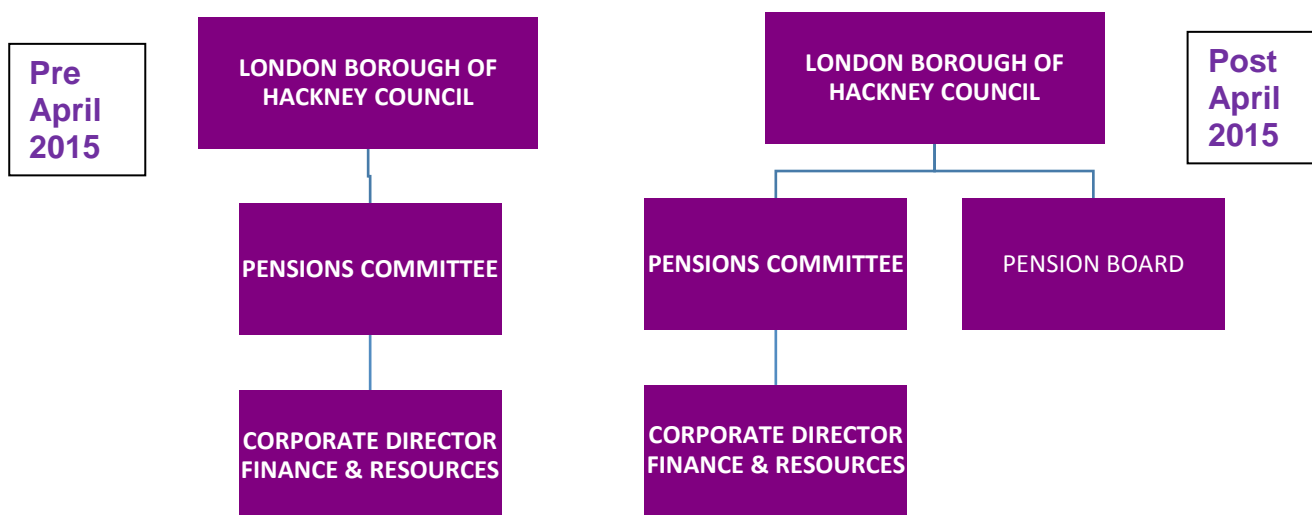 Pre
April
2015
LONDON BOROUGH OF
HACKNEY COUNCIL
PENSIONS COMMITTEE
CORPORATE DIRECTOR
FINANCE & RESOURCES
LONDON BOROUGH OF
HACKNEY COUNCIL
Post
April
2015
PENSIONS COMMITTEE
PENSION BOARD
CORPORATE DIRECTOR
FINANCE & RESOURCES